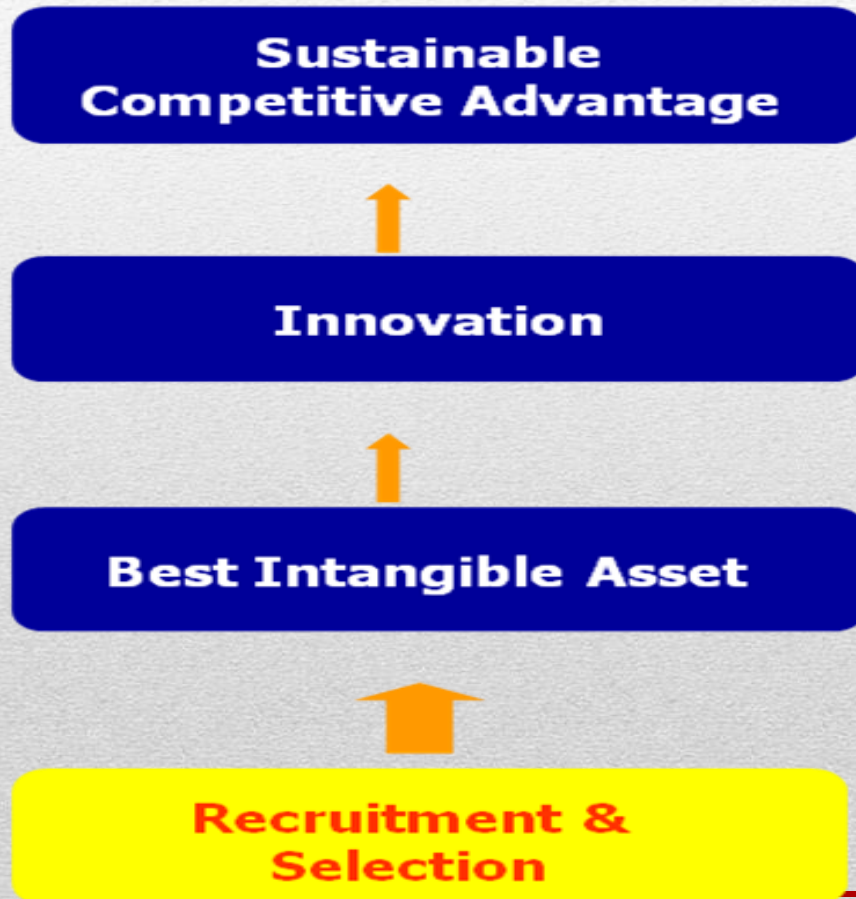 Sustainable
Competitive Advantage
Innovation
Best Intangible Asset
Recruitment &
Selection